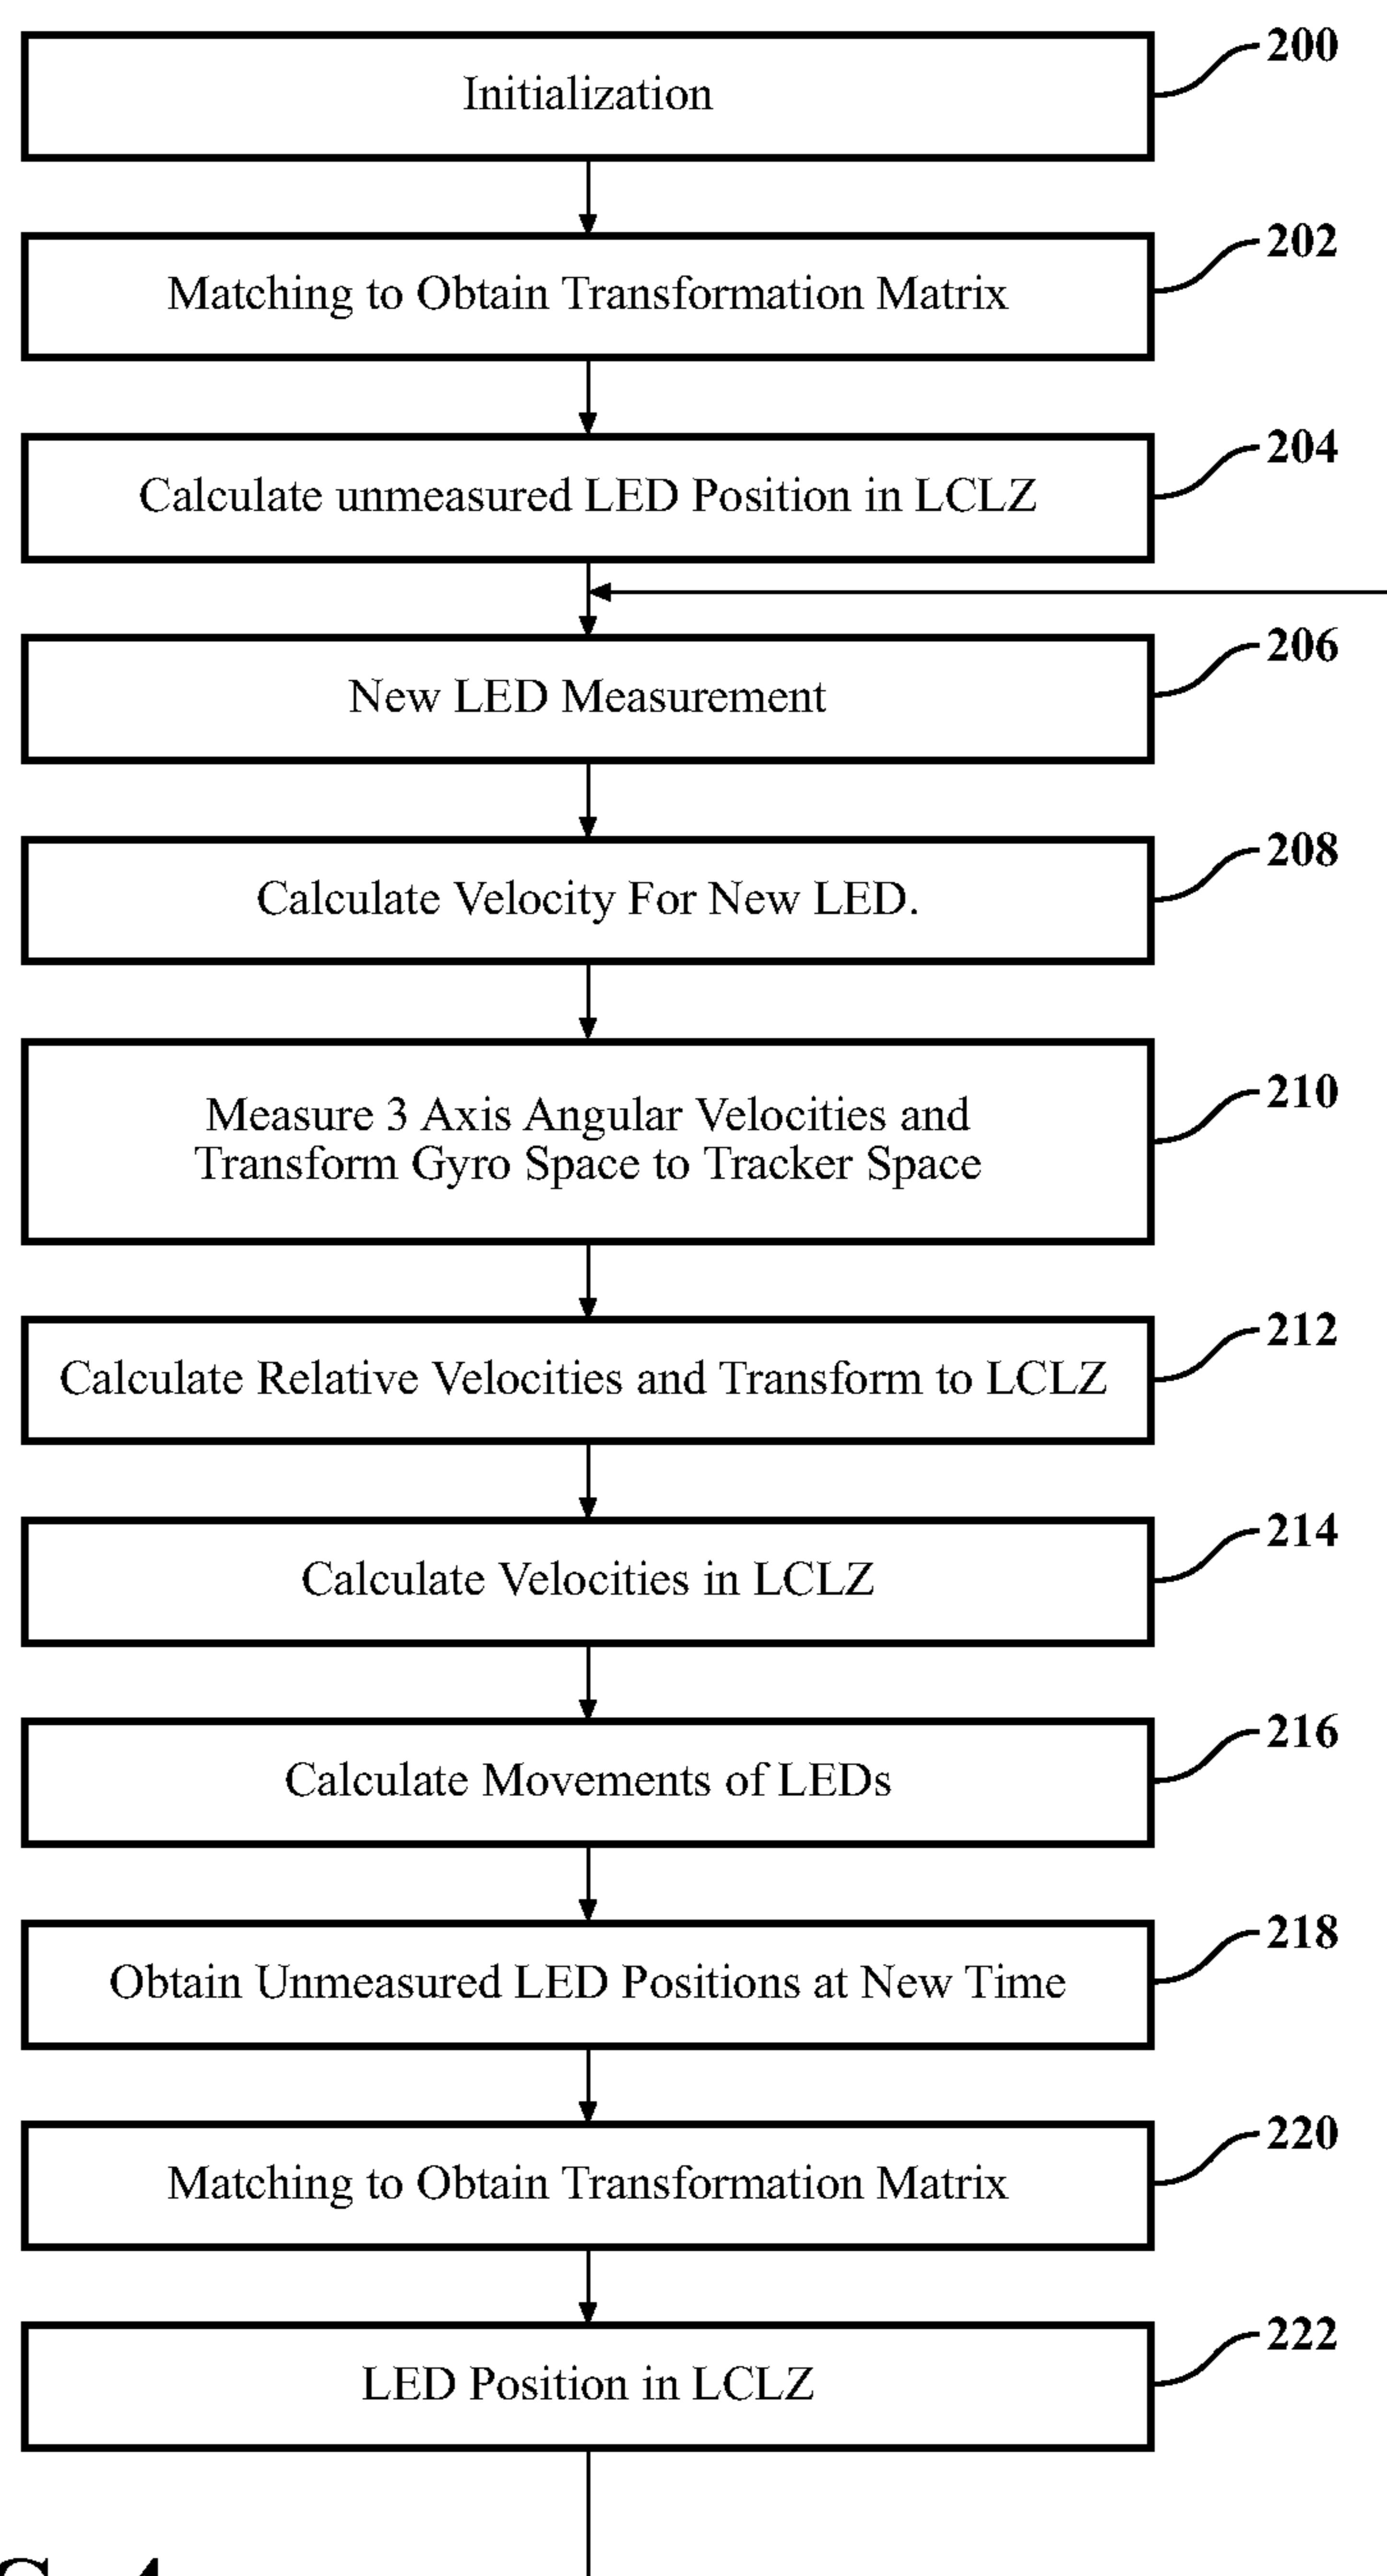 Initialization
200
Matching to Obtain Transformation Matrix
202
Calculate unmeasured LED Position in LCLZ
204
New LED Measurement
206
Calculate Velocity For New LED.
208
Measure 3 Axis Angular Velocities and
Transform Gyro Space to Tracker Space
210
Calculate Relative Velocities and Transform to LCLZ
212
Calculate Velocities in LCLZ
214
Calculate Movements of LEDs
216
Obtain Unmeasured LED Positions at New Time
218
Matching to Obtain Transformation Matrix
220
LED Position in LCLZ
222